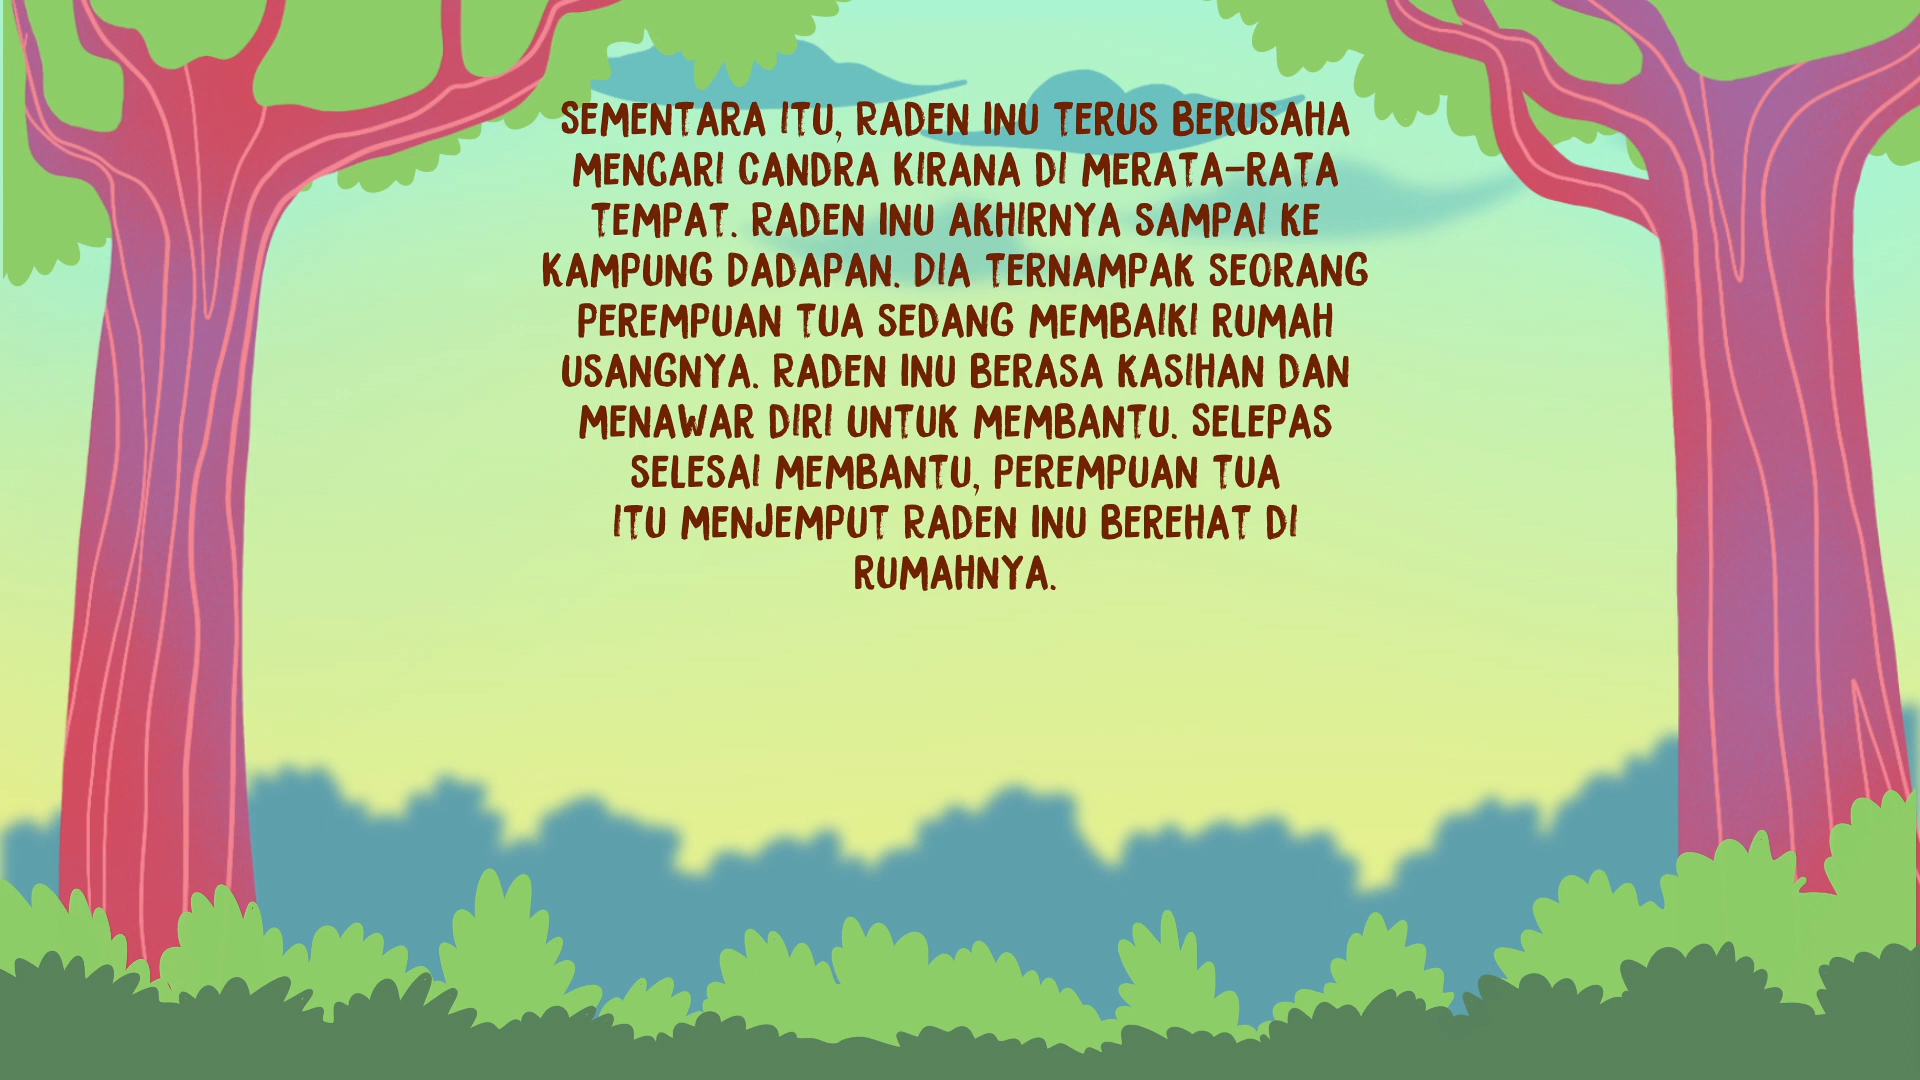 SEMENTARA ITU, RADEN INU TERUS BERUSAHA
MENCARI CANDRA KIRANA DI MERATA-RATA
TEMPAT. RADEN INU AKHIRNYA SAMPAI KE
KAMPUNG DADAPAN. DIA TERNAMPAK SEORANG
PEREMPUAN TUA SEDANG MEMBAIKI RUMAH
USANGNYA. RADEN INU BERASA KASIHAN DAN
MENAWAR DIRI UNTUK MEMBANTU. SELEPAS
SELESAI MEMBANTU, PEREMPUAN TUA
ITU MENJEMPUT RADEN INU BEREHAT DI
RUMAHNYA.